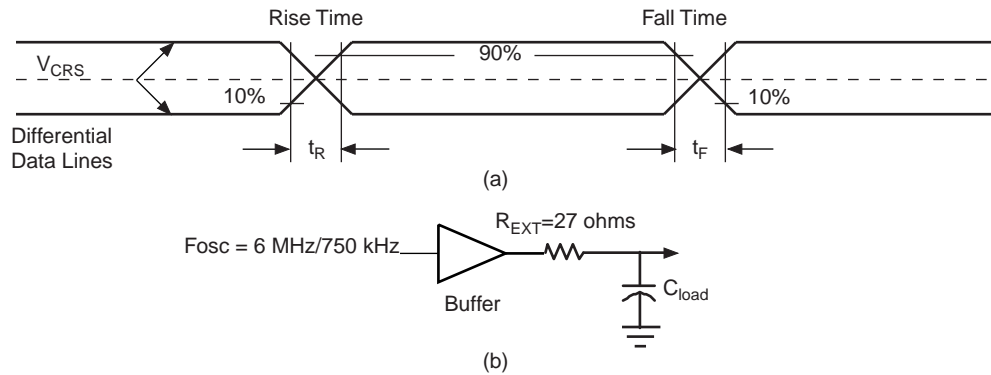 Rise Time
Fall Time
V_CRS
90%
10%
10%
Differential
Data Lines
t_R
t_F
(a)
R_EXT=27 ohms
Fosc = 6 MHz/750 kHz
Buffer
C_load
(b)